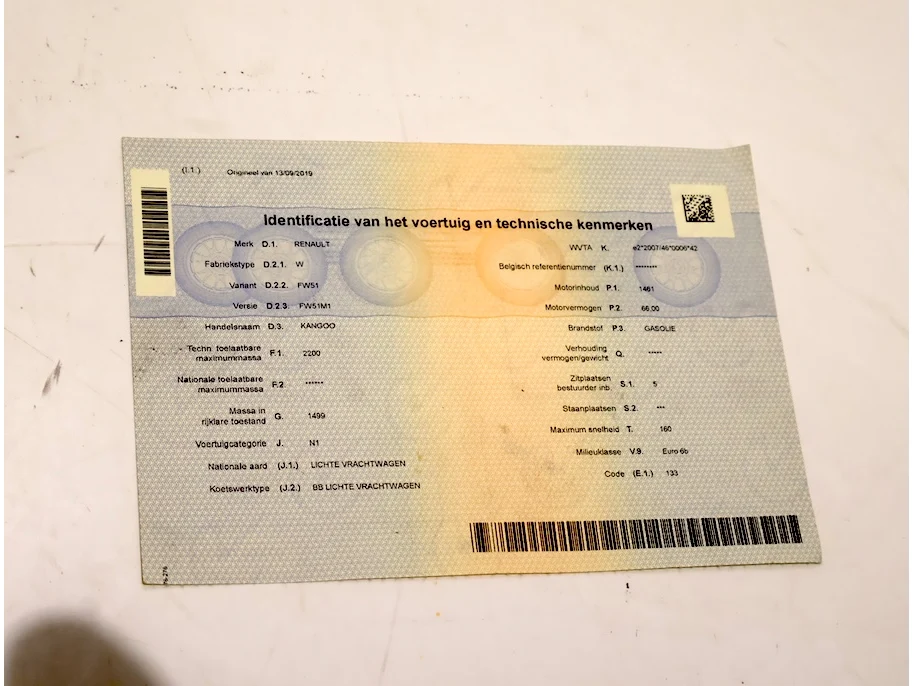 (I.1.) Origineel van 13/09/2019
Identificatie van het voertuig en technische kenmerken
Merk D.1. RENAULT
Fabriekstype D.2.1. W
Variant D.2.2. FW51
Versie D.2.3. FW51M1
Handelsnaam D.3. KANGOO
Techn. toelaatbare
maximummassa F.1. 2200
Nationale toelaatbare
maximummassa F.2. ******
Massa in
rijklare toestand G. 1499
Voertuigcategorie J. N1
Nationale aard (J.1.) LICHTE VRACHTWAGEN
Koetswerktype (J.2.) BB LICHTE VRACHTWAGEN
WVTA K. e2*2007/46*0006*42
Belgisch referentienummer (K.1.) ********
Motorinhoud P.1. 1461
Motorvermogen P.2. 66,00
Brandstof P.3. GASOLIE
Verhouding
vermogen/gewicht Q. *****
Zitplaatsen
bestuurder inb. S.1. 5
Staanplaatsen S.2. ***
Maximum snelheid T. 160
Milieuklasse V.9. Euro 6b
Code (E.1.) 133